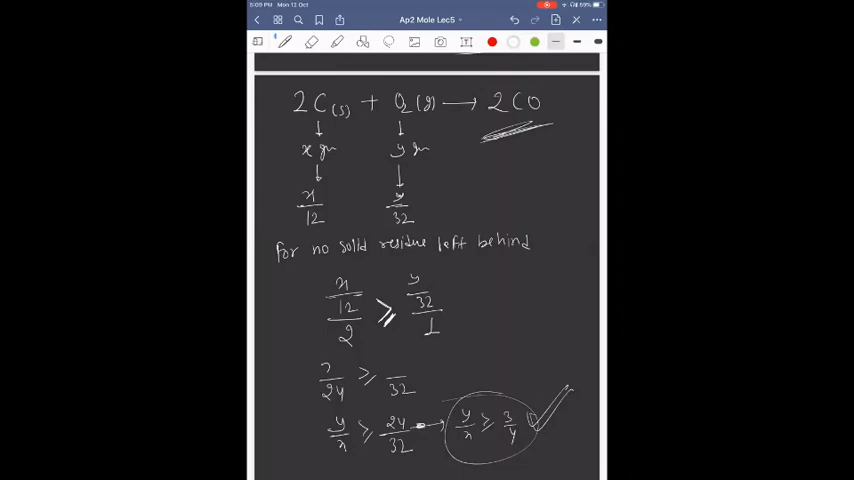 5:09 PM Mon 12 Oct
59%
Ap2 Mole Lec5
2C(s) + O2(g) → 2CO
x gm y gm
x/12 y/32
for no solid residue left behind
x/12/2 ≥ y/32/1
x/24 ≥ /32
y/x ≥ 24/32 → y/x ≥ 3/4